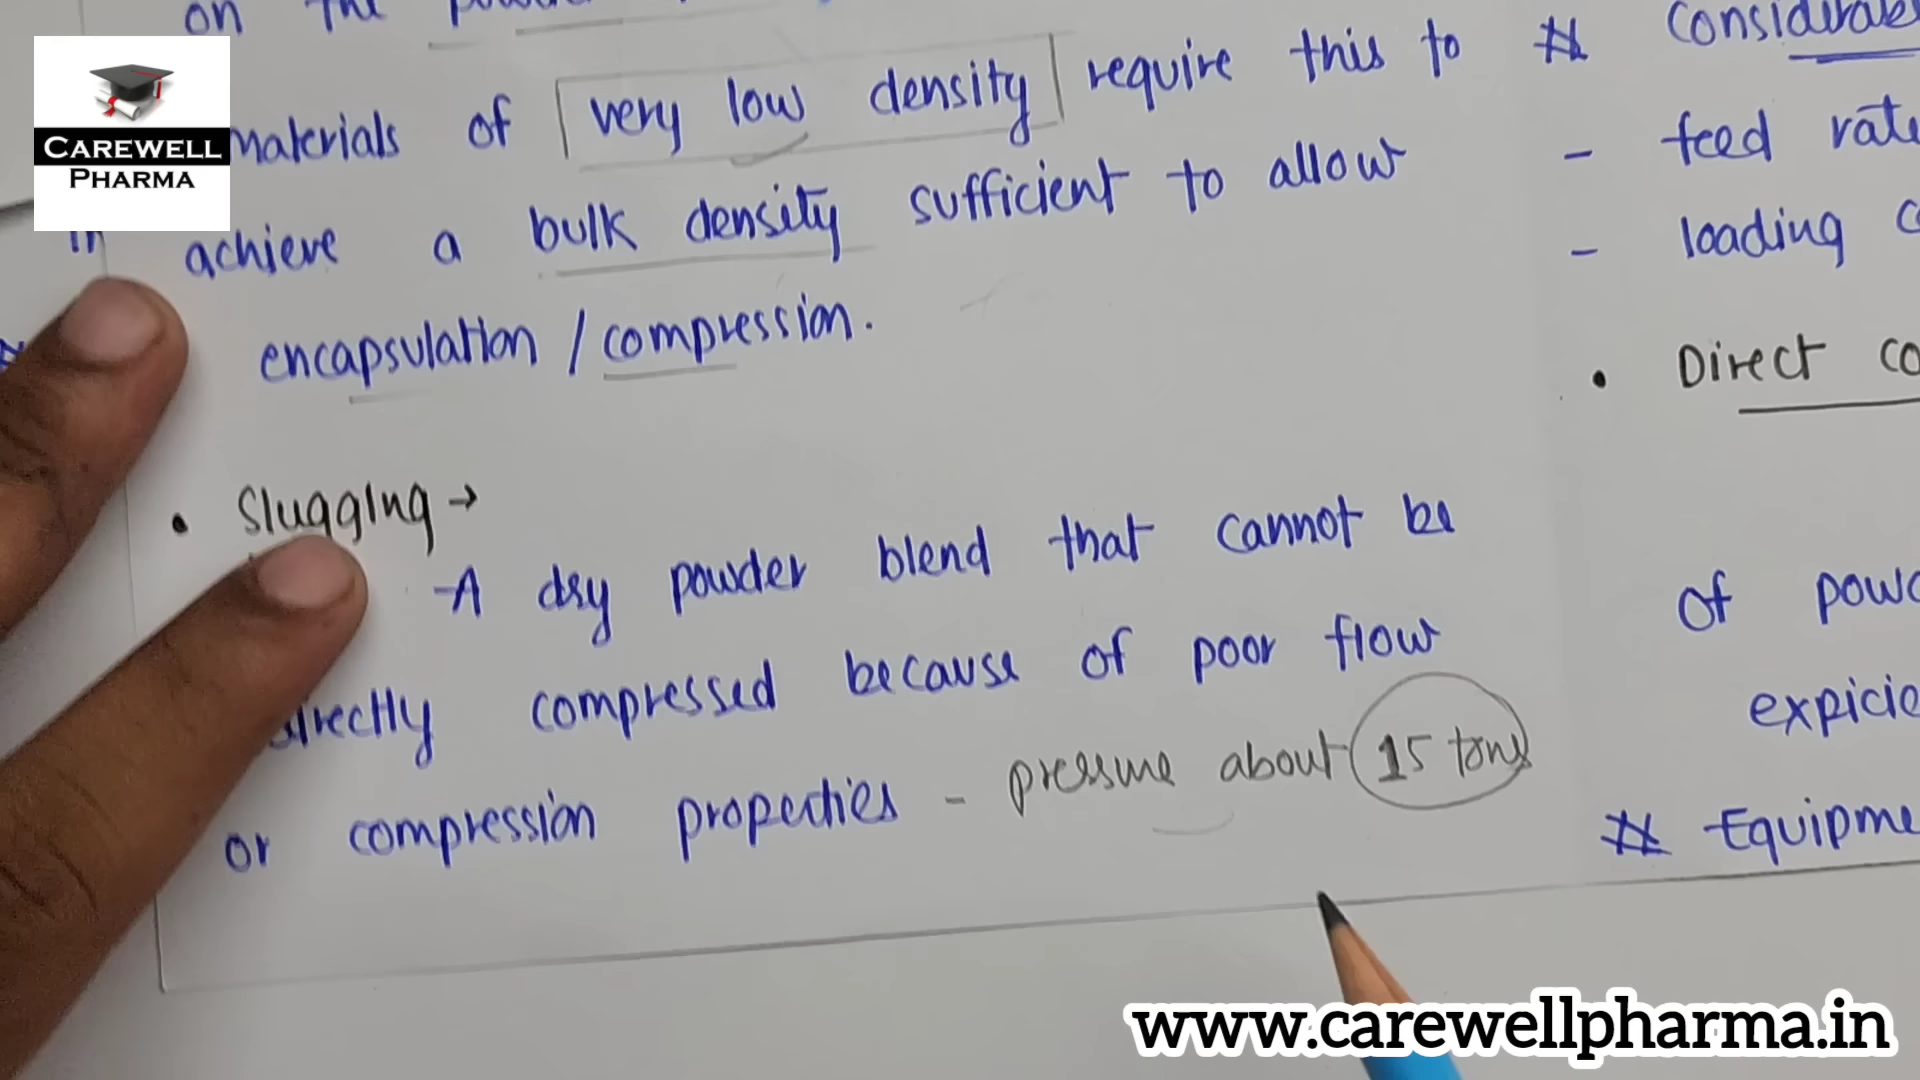 on the
materials of very low density require this to
in achieve a bulk density sufficient to allow
encapsulation / compression.
• Slugging →
-A dry powder blend that cannot be
directly compressed because of poor flow
or compression properties - pressure about 15 tons
# Considerab
- feed rate
- loading
• Direct co
of powd
expicie
# Equipme
CAREWELL
PHARMA
www.carewellpharma.in